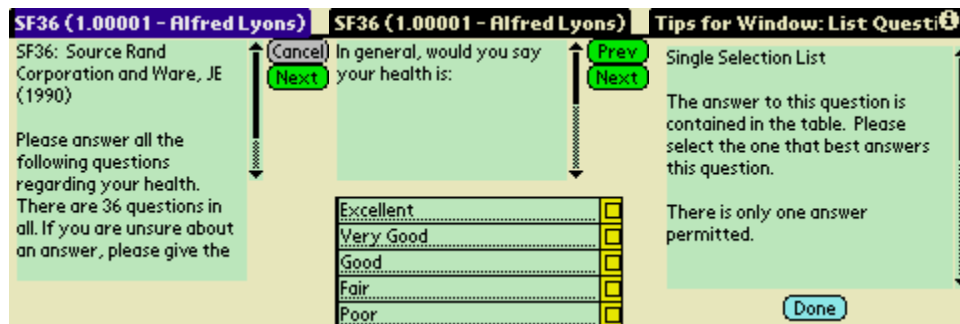 SF36 (1.00001 - Alfred Lyons)
SF36: Source Rand
Corporation and Ware, JE
(1990)
Please answer all the
following questions
regarding your health.
There are 36 questions in
all. If you are unsure about
an answer, please give the
Cancel
Next
SF36 (1.00001 - Alfred Lyons)
In general, would you say
your health is:
Prev
Next
Excellent
Very Good
Good
Fair
Poor
Tips for Window: List Questi
Single Selection List
The answer to this question is
contained in the table. Please
select the one that best answers
this question.
There is only one answer
permitted.
Done